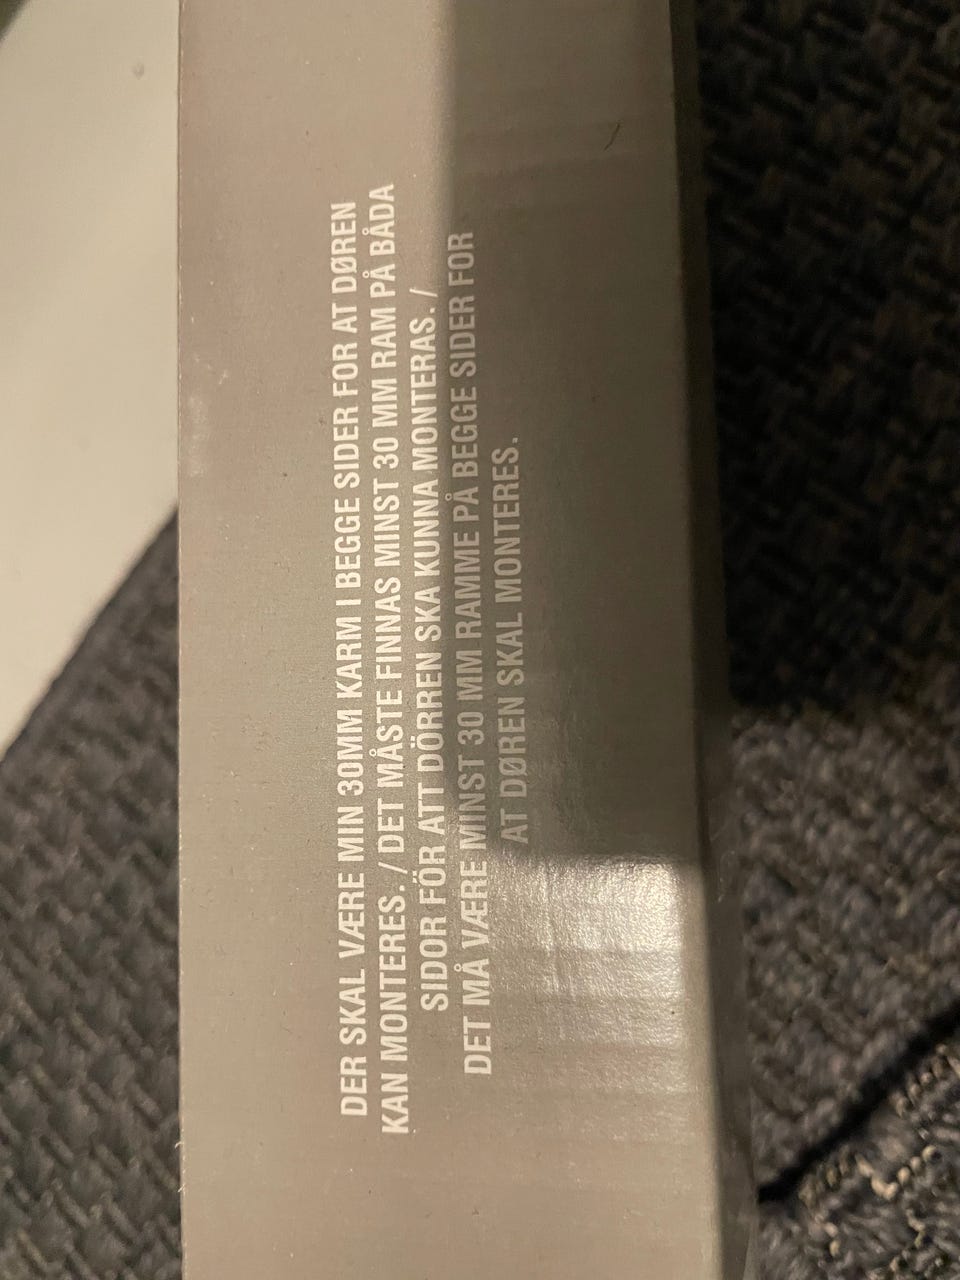 DER SKAL VÆRE MIN 30MM KARM I BEGGE SIDER FOR AT DØREN
KAN MONTERES. / DET MÅSTE FINNAS MINST 30 MM RAM PÅ BÅDA
SIDOR FÖR ATT DÖRREN SKA KUNNA MONTERAS. /
DET MÅ VÆRE MINST 30 MM RAMME PÅ BEGGE SIDER FOR
AT DØREN SKAL MONTERES.